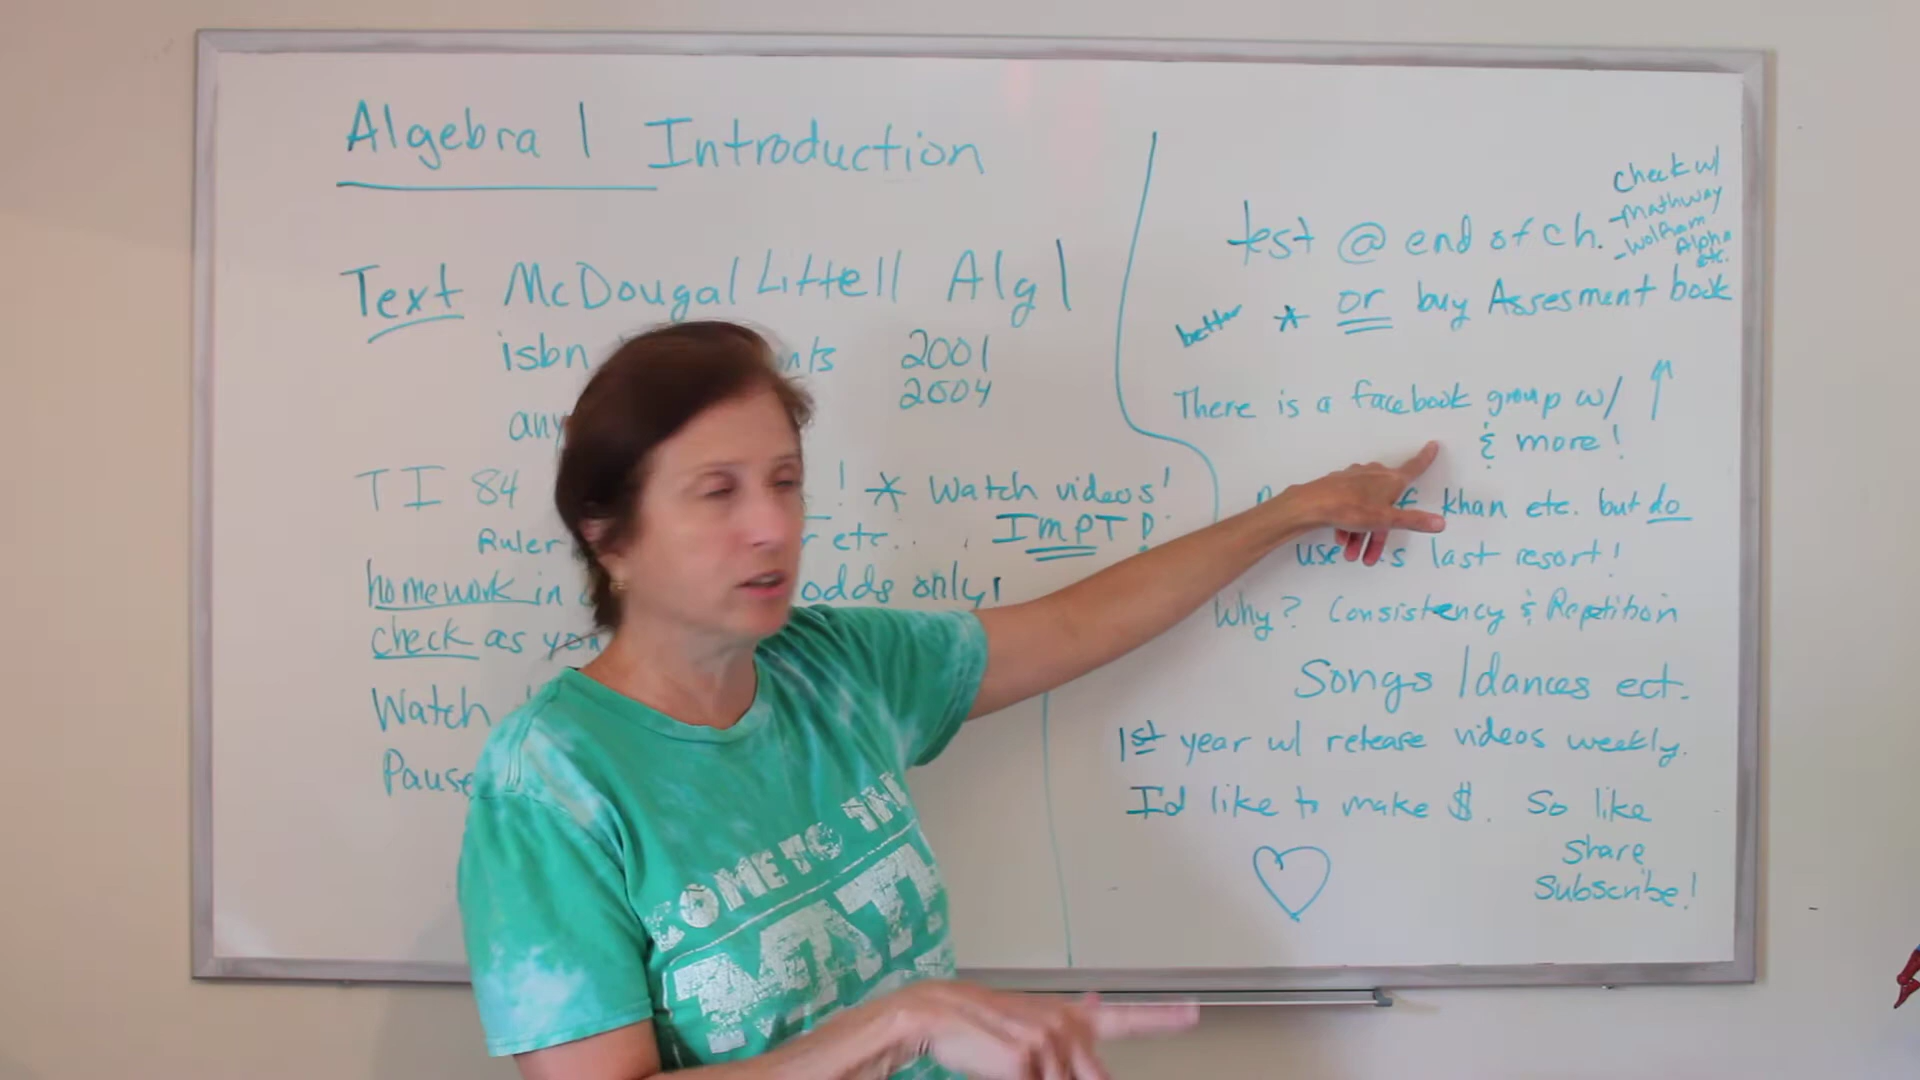 Algebra 1 Introduction
Text McDougal Littell Alg 1
isbn 2001
2004
any
TI 84 ! * Watch videos!
Ruler etc.. IMPT!
homework in odds only!
check as you
Watch
Pause
check w/
-Mathway
-Wolfram
Alpha
etc.
test @ end of ch.
better * or buy Assesment book
There is a facebook group w/ ↑
& more!
khan etc. but do
use last resort!
Why? Consistency & Repetition
Songs / dances ect.
1st year w/ release videos weekly.
I'd like to make $. So like
Share
Subscribe!
COME TO THE
MATH